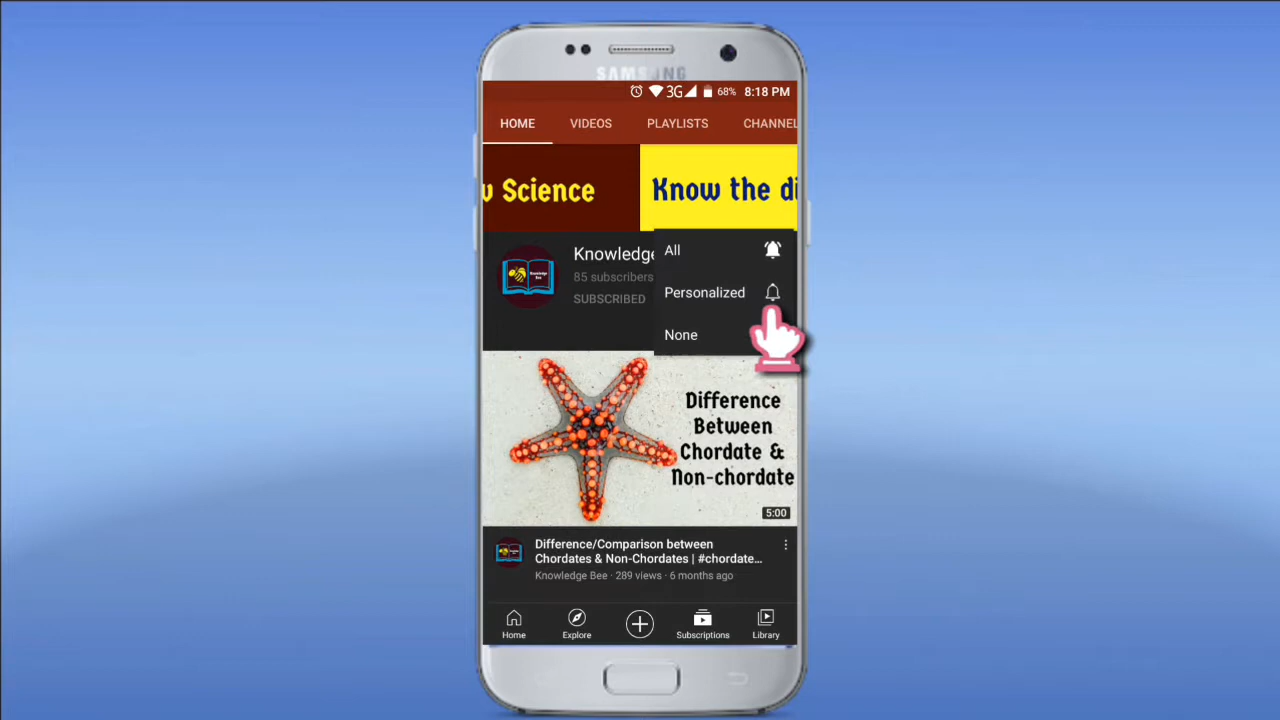 SAMSUNG
3G 68% 8:18 PM
HOME VIDEOS PLAYLISTS CHANNEL
w Science
Know the di
Knowledge
85 subscribers
SUBSCRIBED
All
Personalized
None
Difference
Between
Chordate &
Non-chordate
5:00
Difference/Comparison between
Chordates & Non-Chordates | #chordate...
Knowledge Bee · 289 views · 6 months ago
Home Explore Subscriptions Library